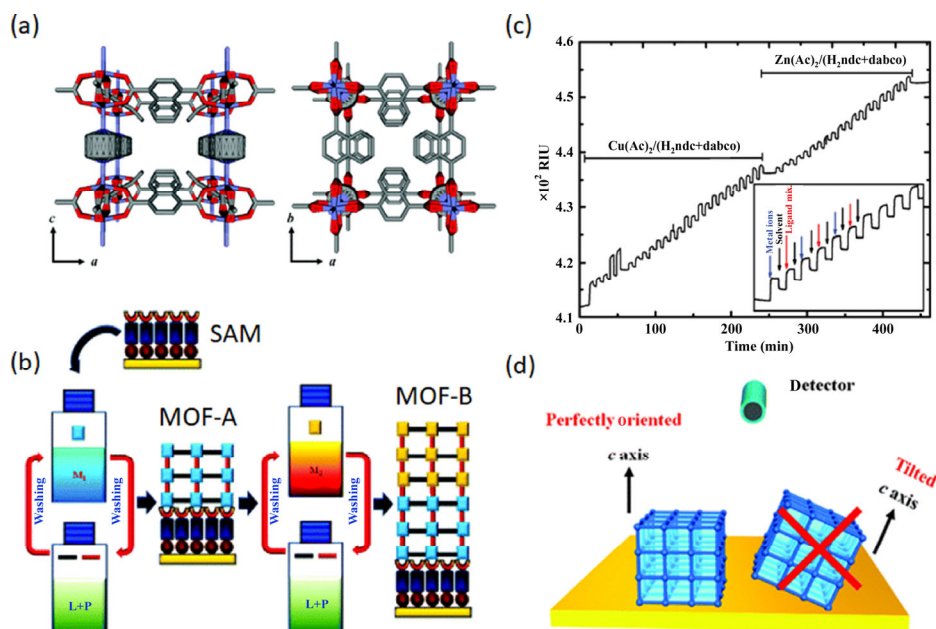 (a)
c
a
b
a
(b)
SAM
M₁
Washing
Washing
L+P
MOF-A
M₂
Washing
Washing
L+P
MOF-B
(c)
×10² RIU
4.6
4.5
4.4
4.3
4.2
4.1
0
100
200
300
400
Time (min)
Cu(Ac)₂/(H₂ndc+dabco)
Zn(Ac)₂/(H₂ndc+dabco)
Metal ions
Solvent
Ligand mix.
(d)
Detector
Perfectly oriented
c axis
Tilted
c axis